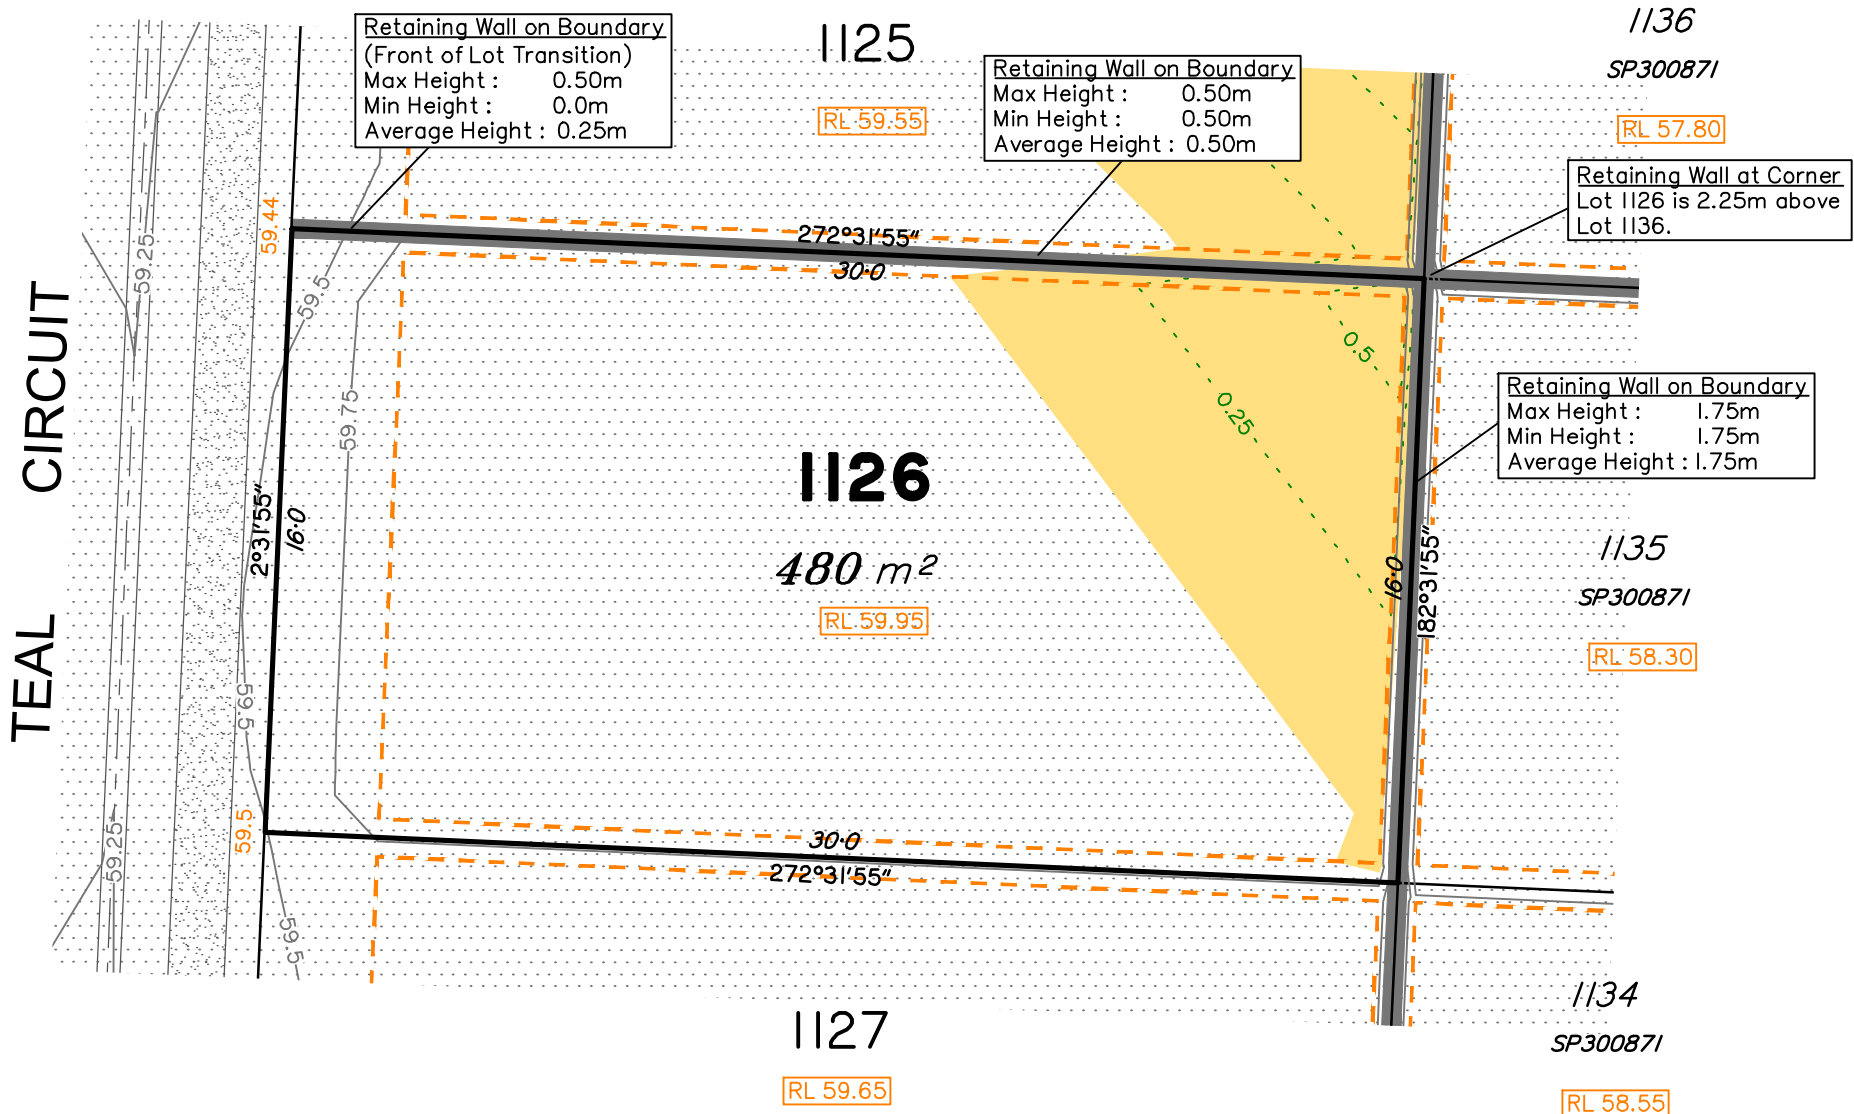 Retaining Wall on Boundary
(Front of Lot Transition)
Max Height : 0.50m
Min Height : 0.0m
Average Height : 0.25m
1125
RL 59.55
Retaining Wall on Boundary
Max Height : 0.50m
Min Height : 0.50m
Average Height : 0.50m
1136
SP300871
RL 57.80
Retaining Wall at Corner
Lot 1126 is 2.25m above
Lot 1136.
59.44
59.25
59.5
272°31'55"
30·0
0.5
0.25
59.75
TEAL CIRCUIT
Retaining Wall on Boundary
Max Height : 1.75m
Min Height : 1.75m
Average Height : 1.75m
1126
480 m²
RL 59.95
2°31'55"
16·0
16·0
182°31'55"
1135
SP300871
RL 58.30
59.5
59.5
59.25
30·0
272°31'55"
59.5
1127
RL 59.65
1134
SP300871
RL 58.55